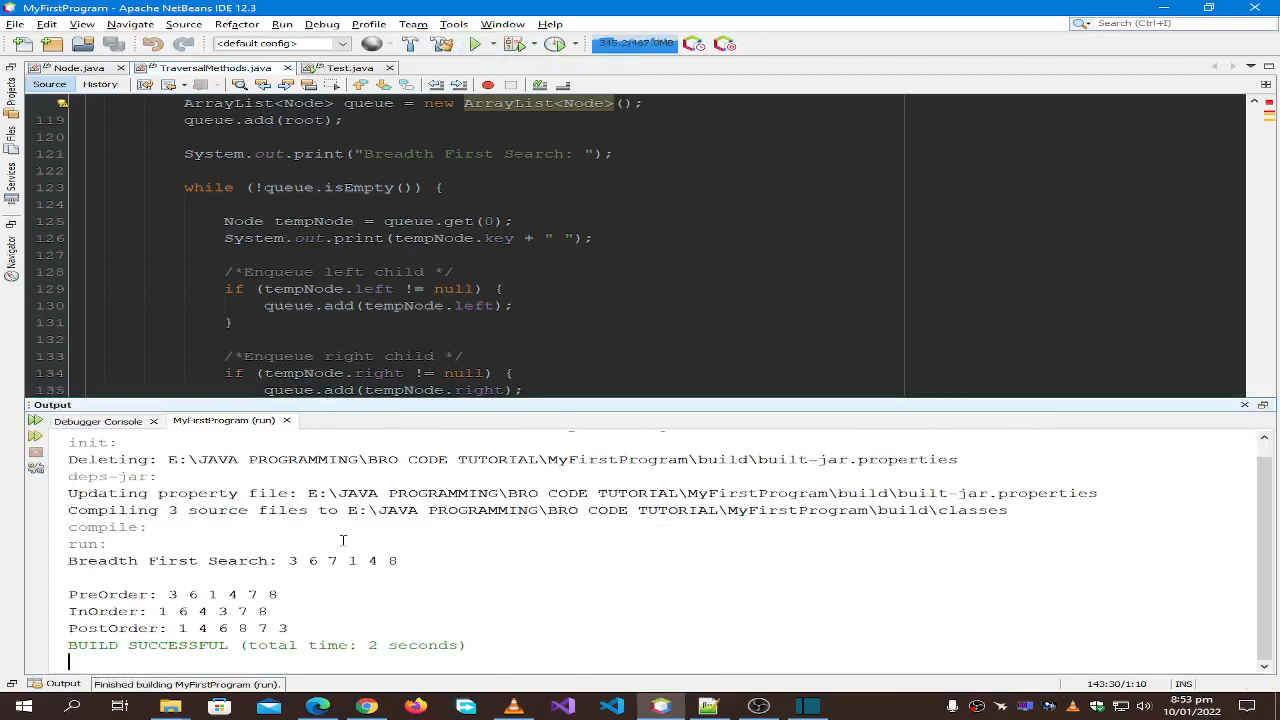 MyFirstProgram - Apache NetBeans IDE 12.3
File Edit View Navigate Source Refactor Run Debug Profile Team Tools Window Help
Search (Ctrl+I)
<default config>
345.2/467.0MB
Node.java
TraversalMethods.java
Test.java
Source History
Projects
Files
Services
Navigator
ArrayList<Node> queue = new ArrayList<Node>();
119 queue.add(root);
120
121 System.out.print("Breadth First Search: ");
122
123 while (!queue.isEmpty()) {
124
125 Node tempNode = queue.get(0);
126 System.out.print(tempNode.key + " ");
127
128 /*Enqueue left child */
129 if (tempNode.left != null) {
130 queue.add(tempNode.left);
131 }
132
133 /*Enqueue right child */
134 if (tempNode.right != null) {
135 queue.add(tempNode.right);
Output
Debugger Console
MyFirstProgram (run)
init:
Deleting: E:\JAVA PROGRAMMING\BRO CODE TUTORIAL\MyFirstProgram\build\built-jar.properties
deps-jar:
Updating property file: E:\JAVA PROGRAMMING\BRO CODE TUTORIAL\MyFirstProgram\build\built-jar.properties
Compiling 3 source files to E:\JAVA PROGRAMMING\BRO CODE TUTORIAL\MyFirstProgram\build\classes
compile:
run:
Breadth First Search: 3 6 7 1 4 8
PreOrder: 3 6 1 4 7 8
InOrder: 1 6 4 3 7 8
PostOrder: 1 4 6 8 7 3
BUILD SUCCESSFUL (total time: 2 seconds)
Output
Finished building MyFirstProgram (run).
143:30/1:10
INS
8:53 pm
10/01/2022